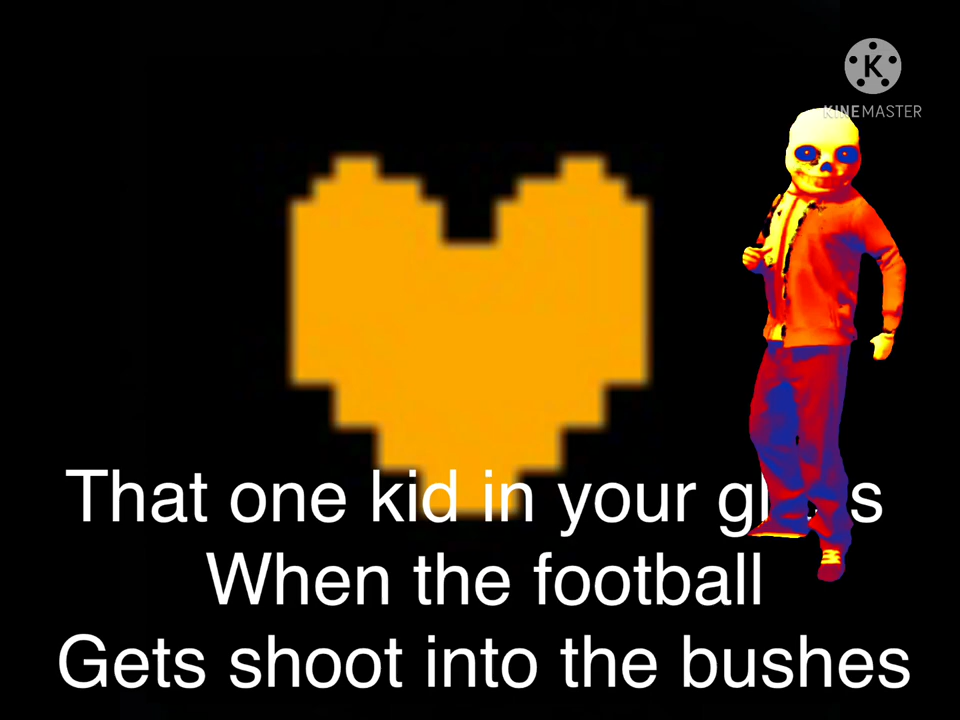 K
KINEMASTER
That one kid in your
When the football
Gets shoot into the bushes